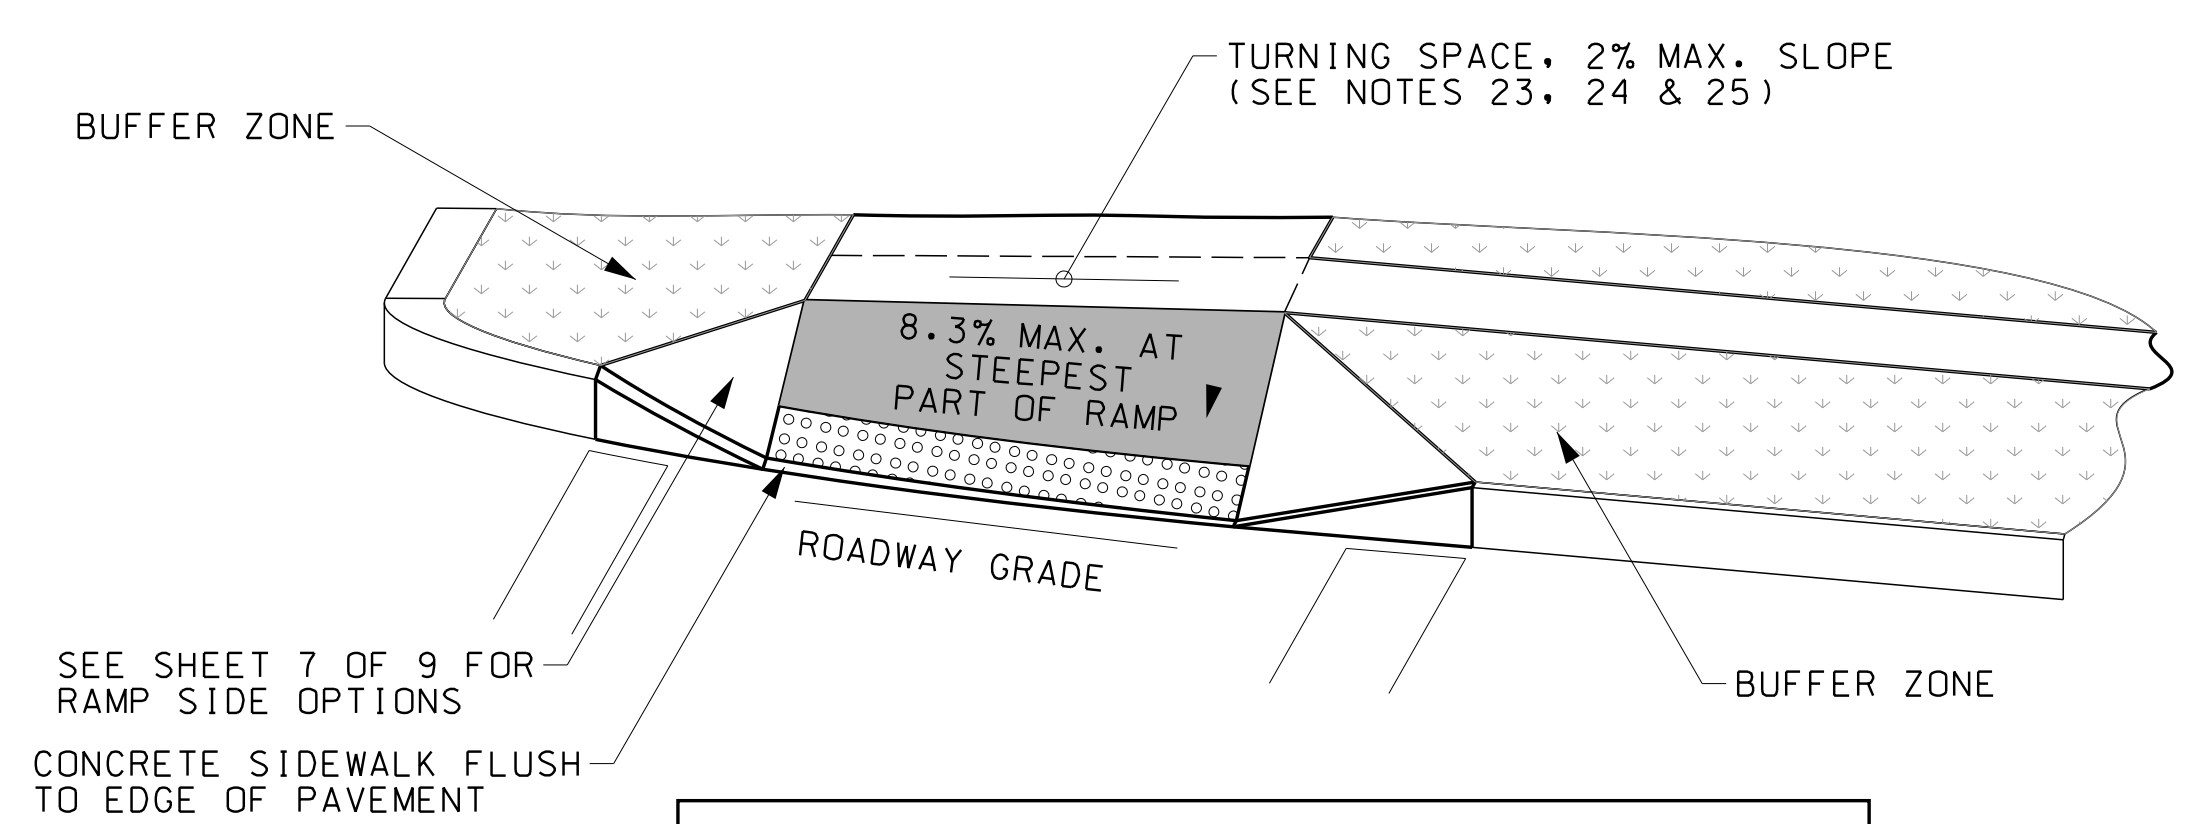 TURNING SPACE, 2% MAX. SLOPE
(SEE NOTES 23, 24 & 25)
BUFFER ZONE
8.3% MAX. AT
STEEPEST
PART OF RAMP
ROADWAY GRADE
SEE SHEET 7 OF 9 FOR
RAMP SIDE OPTIONS
BUFFER ZONE
CONCRETE SIDEWALK FLUSH
TO EDGE OF PAVEMENT